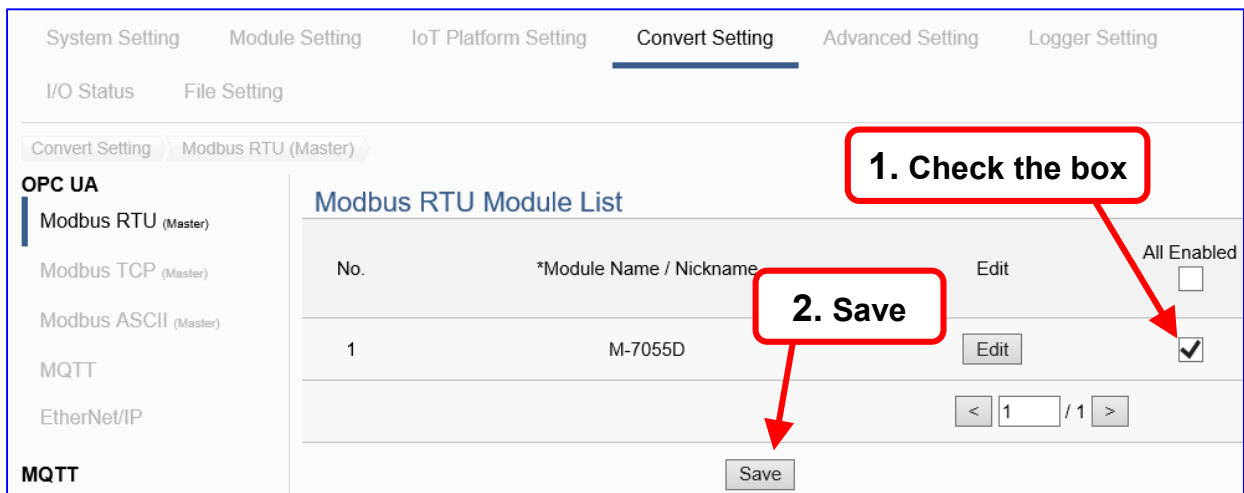 System Setting Module Setting IoT Platform Setting Convert Setting Advanced Setting Logger Setting
I/O Status File Setting
Convert Setting Modbus RTU (Master)
1. Check the box
OPC UA
Modbus RTU (Master)
Modbus TCP (Master)
Modbus ASCII (Master)
MQTT
EtherNet/IP
MQTT
Modbus RTU Module List
No. *Module Name / Nickname Edit All Enabled
2. Save
1 M-7055D Edit
< 1 / 1 >
Save